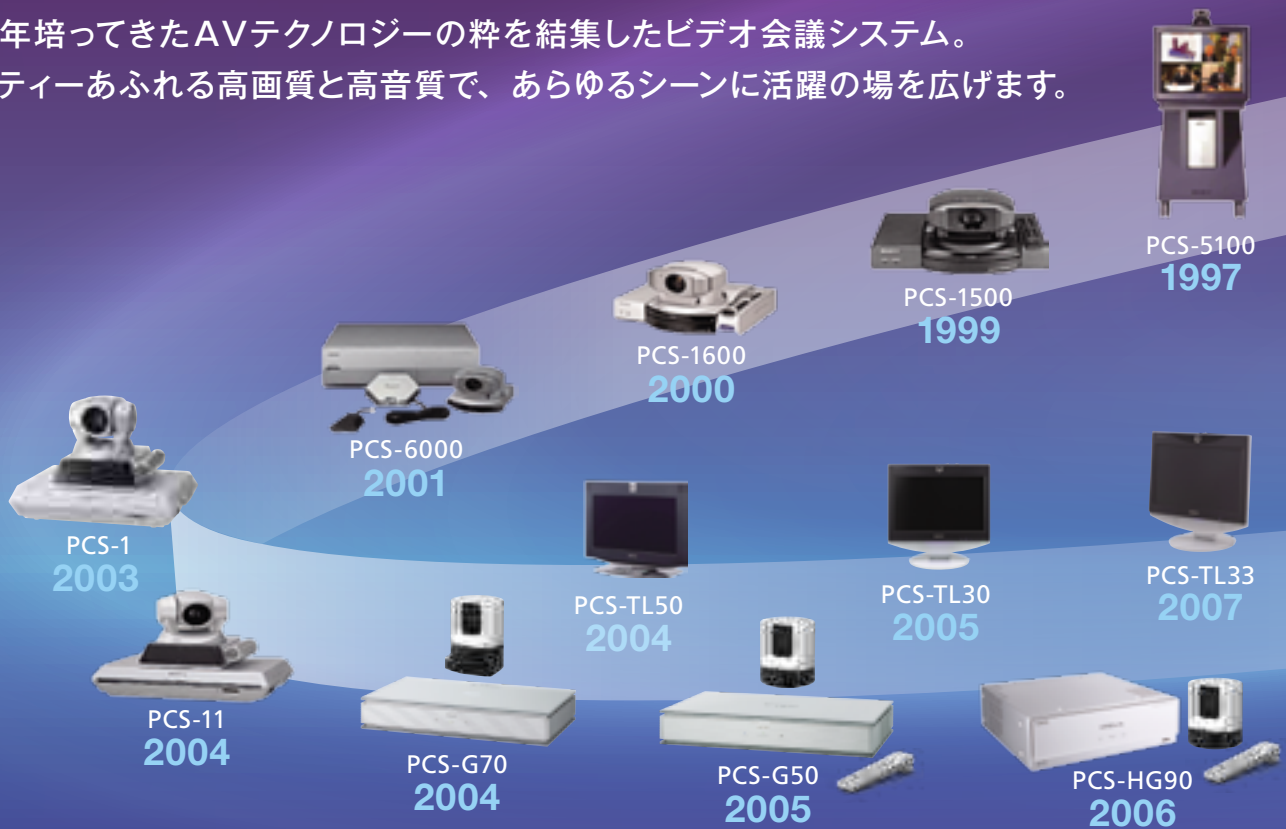 年培ってきたAVテクノロジーの粋を結集したビデオ会議システム。
ティーあふれる高画質と高音質で、あらゆるシーンに活躍の場を広げます。
PCS-5100
1997
PCS-1500
1999
PCS-1600
2000
PCS-6000
2001
PCS-1
2003
PCS-TL50
2004
PCS-TL30
2005
PCS-TL33
2007
PCS-11
2004
PCS-G70
2004
PCS-G50
2005
PCS-HG90
2006